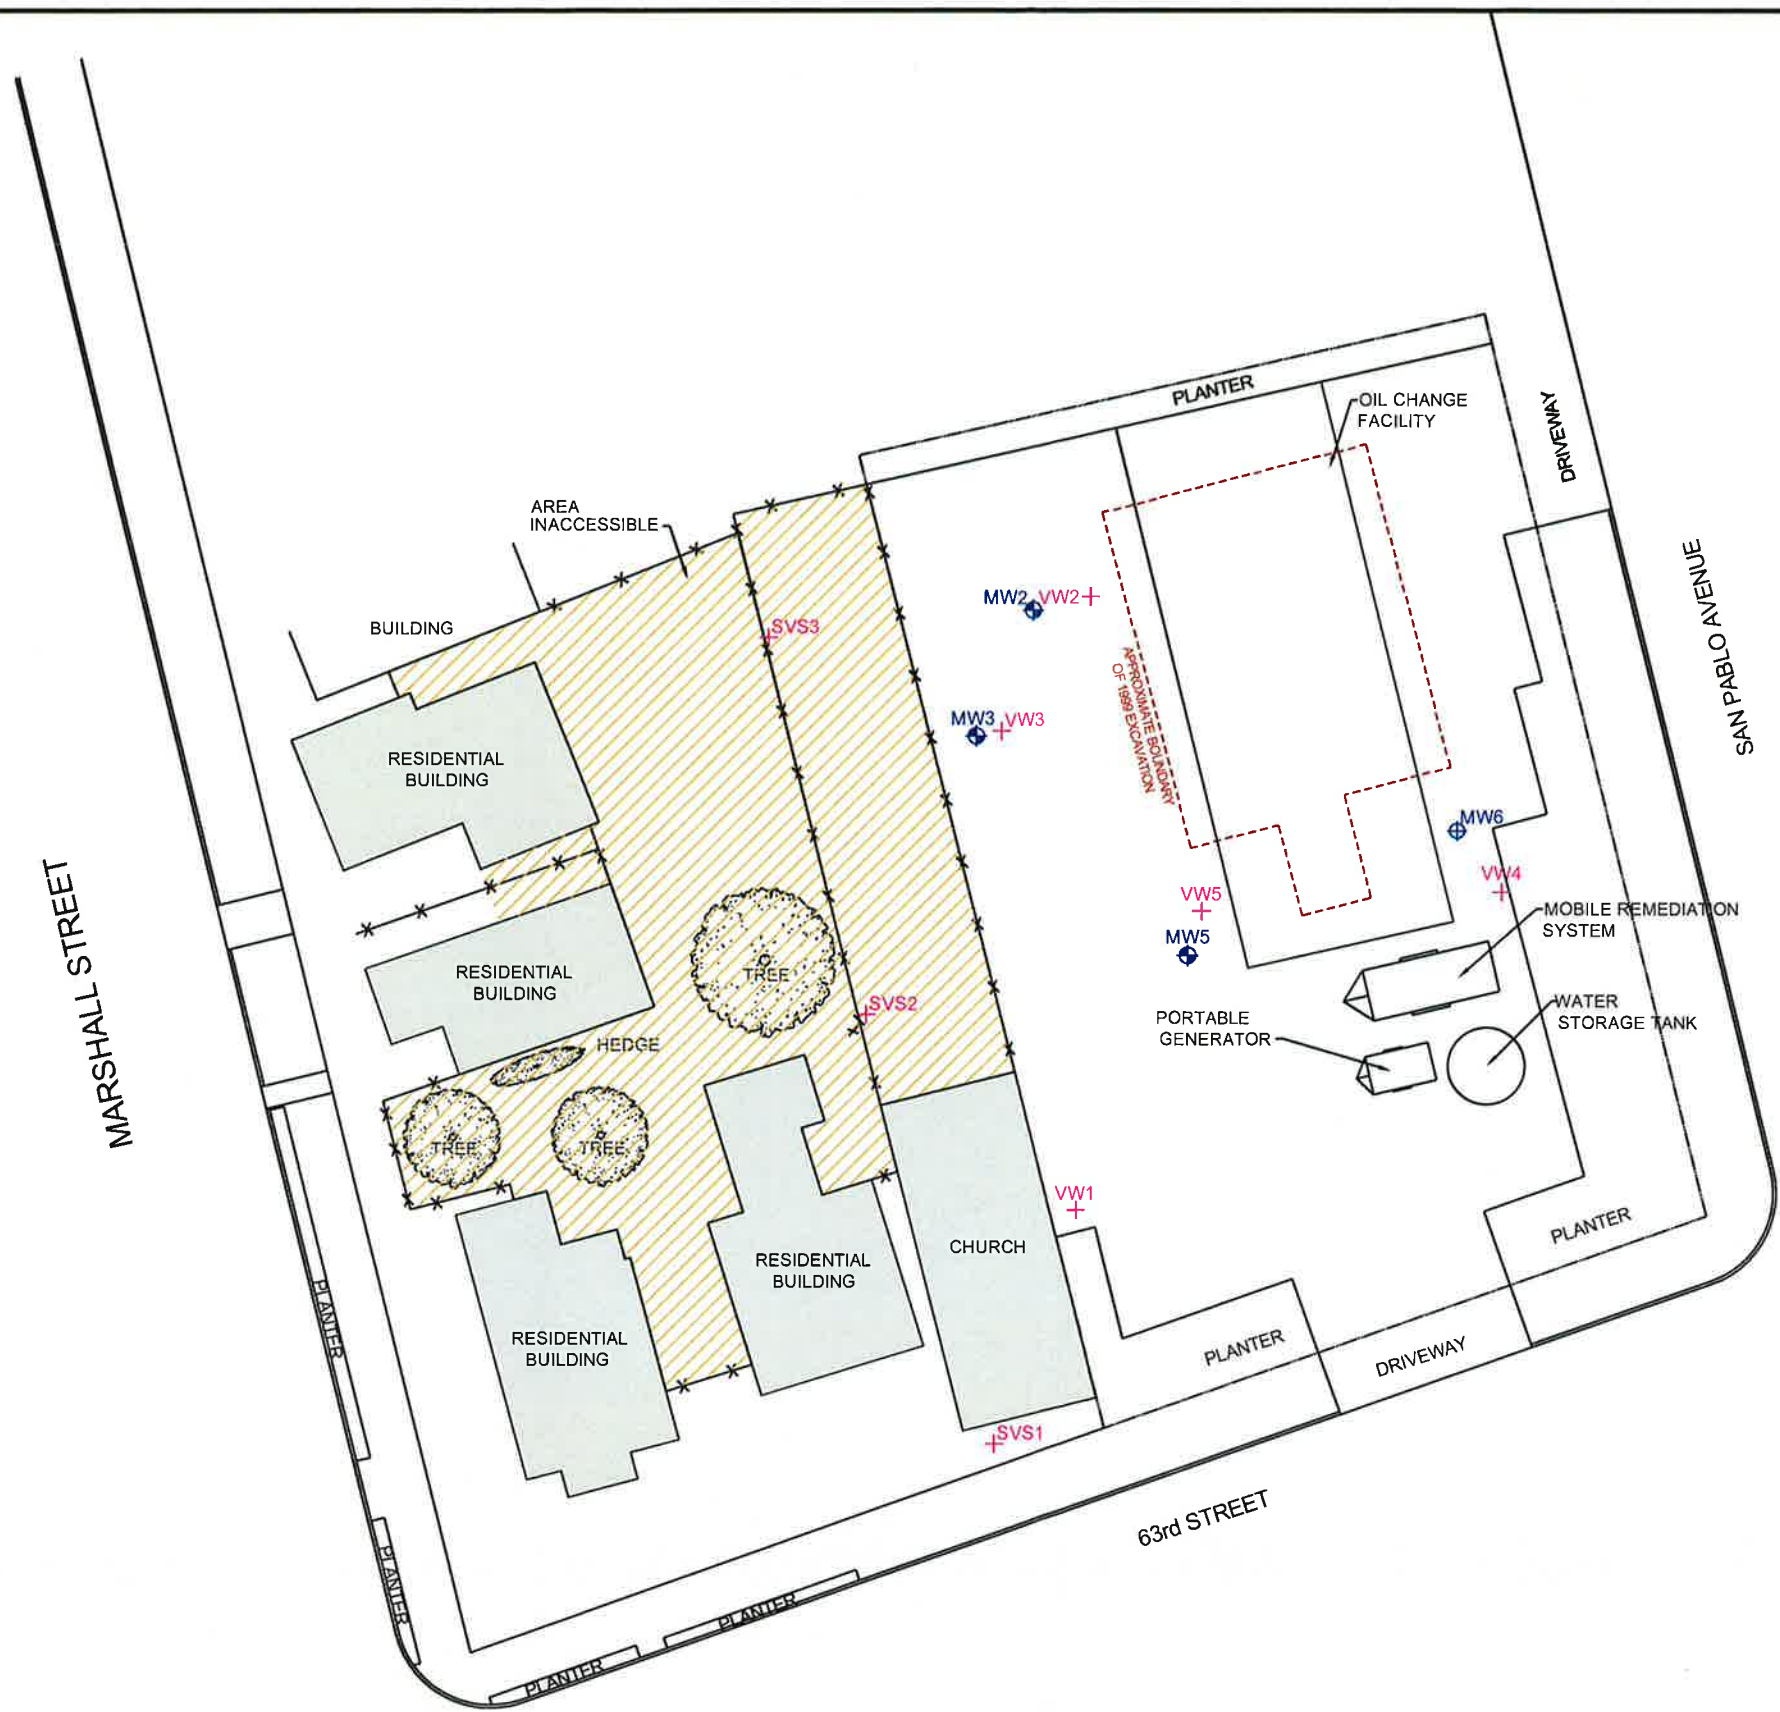 PLANTER
OIL CHANGE
FACILITY
DRIVEWAY
AREA
INACCESSIBLE
SAN PABLO AVENUE
MW2
VW2
SVS3
BUILDING
APPROXIMATE BOUNDARY
OF 1999 EXCAVATION
MW3
VW3
RESIDENTIAL
BUILDING
MW6
VW4
VW5
MOBILE REMEDIATION
SYSTEM
MW5
MARSHALL STREET
RESIDENTIAL
BUILDING
TREE
SVS2
WATER
STORAGE TANK
PORTABLE
GENERATOR
HEDGE
TREE
TREE
VW1
PLANTER
CHURCH
RESIDENTIAL
BUILDING
PLANTER
RESIDENTIAL
BUILDING
PLANTER
DRIVEWAY
SVS1
63rd STREET
PLANTER
PLANTER
PLANTER